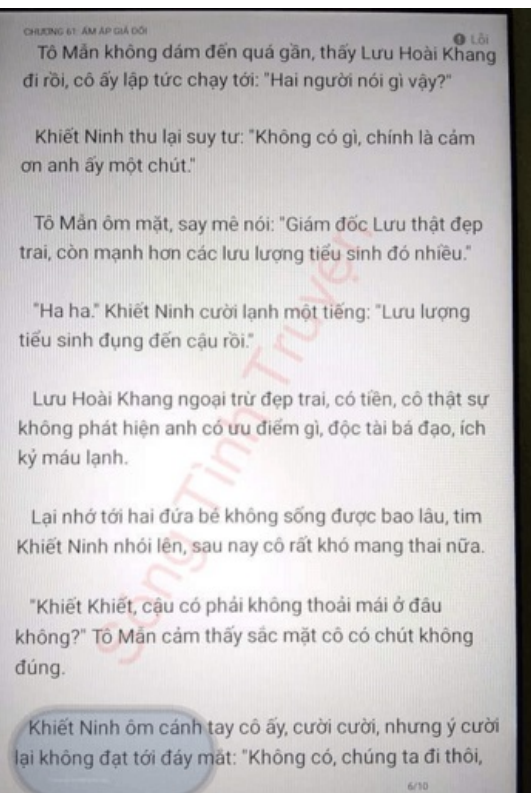 CHƯƠNG 61: ẤM ÁP GIẢ DỐI
Lỗi
Tô Mẫn không dám đến quá gần, thấy Lưu Hoài Khang
đi rồi, cô ấy lập tức chạy tới: "Hai người nói gì vậy?"
Khiết Ninh thu lại suy tư: "Không có gì, chính là cảm
ơn anh ấy một chút."
Tô Mẫn ôm mặt, say mê nói: "Giám đốc Lưu thật đẹp
trai, còn mạnh hơn các lưu lượng tiểu sinh đó nhiều."
"Ha ha." Khiết Ninh cười lạnh một tiếng: "Lưu lượng
tiểu sinh đụng đến cậu rồi."
Lưu Hoài Khang ngoại trừ đẹp trai, có tiền, cô thật sự
không phát hiện anh có ưu điểm gì, độc tài bá đạo, ích
kỷ máu lạnh.
Lại nhớ tới hai đứa bé không sống được bao lâu, tim
Khiết Ninh nhói lên, sau nay cô rất khó mang thai nữa.
"Khiết Khiết, cậu có phải không thoải mái ở đâu
không?" Tô Mẫn cảm thấy sắc mặt cô có chút không
đúng.
Khiết Ninh ôm cánh tay cô ấy, cười cười, nhưng ý cười
lại không đạt tới đáy mắt: "Không có, chúng ta đi thôi,
6/10
Sắng Tình Truyện